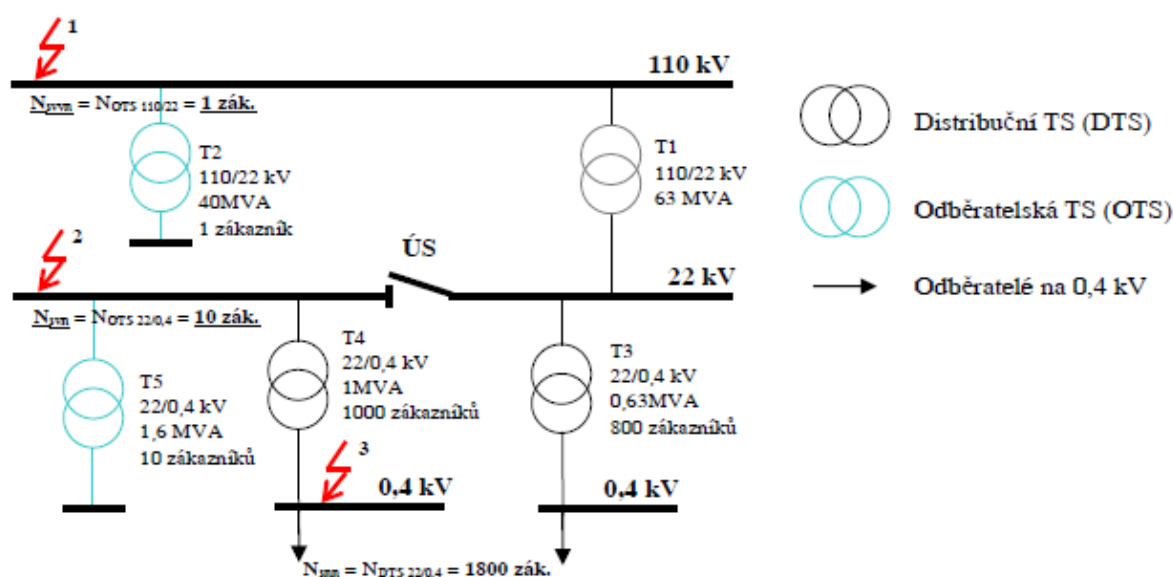 1
110 kV
N_svvn = N_OTS 110/22 = 1 zák.
T2
110/22 kV
40MVA
1 zákazník
T1
110/22 kV
63 MVA
Distribuční TS (DTS)
Odběratelská TS (OTS)
Odběratelé na 0,4 kV
2
ÚS
22 kV
N_svn = N_OTS 22/0,4 = 10 zák.
T5
22/0,4 kV
1,6 MVA
10 zákazníků
T4
22/0,4 kV
1MVA
1000 zákazníků
T3
22/0,4 kV
0,63MVA
800 zákazníků
3
0,4 kV
0,4 kV
N_snn = N_DTS 22/0,4 = 1800 zák.